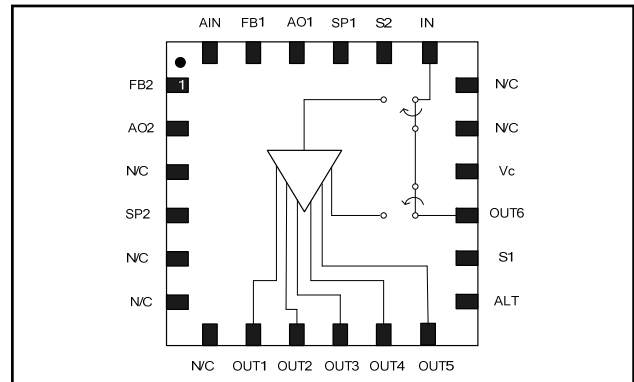 AIN FB1 AO1 SP1 S2 IN
FB2 1 N/C
AO2 N/C
N/C Vc
SP2 OUT6
N/C S1
N/C ALT
N/C OUT1 OUT2 OUT3 OUT4 OUT5